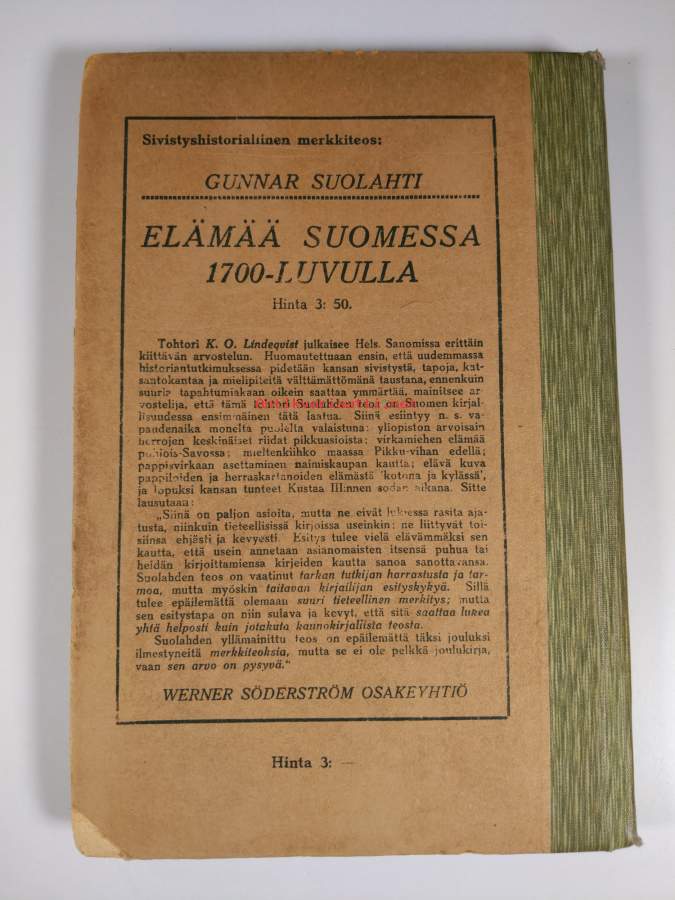 Sivistyshistoriallinen merkkiteos:
GUNNAR SUOLAHTI
ELÄMÄÄ SUOMESSA
1700-LUVULLA
Hinta 3: 50.
Tohtori K. O. Lindeqvist julkaisee Hels. Sanomissa erittäin
kiittävän arvostelun. Huomautettuaan ensin, että uudemmassa
historiantutkimuksessa pidetään kansan sivistystä, tapoja, kat-
santokantaa ja mielipiteitä välttämättömänä taustana, ennenkuin
suuria tapahtumiakaan oikein saattaa ymmärtää, mainitsee ar-
vostelija, että tämä tohtori Suolahden teos on Suomen kirjal-
lisuudessa ensimmäinen tätä laatua. Siinä esiintyy n. s. va-
paudenaika monelta puolelta valaistuna: yliopiston arvoisain
herrojen keskinäiset riidat pikkuasioista; virkamiehen elämää
pohjois-Savossa; mieltenkiihko maassa Pikku-vihan edellä;
pappisvirkaan asettaminen naimiskaupan kautta; elävä kuva
pappiloiden ja herraskartanoiden elämästä 'kotona ja kylässä',
ja lopuksi kansan tunteet Kustaa III:nnen sodan aikana. Sitte
lausutaan:
„Siinä on paljon asioita, mutta ne eivät lukiessa rasita aja-
tusta, niinkuin tieteellisissä kirjoissa useinkin; ne liittyvät toi-
siinsa ehjästi ja kevyesti. Esitys tulee vielä elävämmäksi sen
kautta, että usein annetaan asianomaisten itsensä puhua tai
heidän kirjoittamiensa kirjeiden kautta sanoa sanottavansa.
Suolahden teos on vaatinut tarkan tutkijan harrastusta ja tar-
moa, mutta myöskin taitavan kirjailijan esityskykyä. Sillä
tulee epäilemättä olemaan suuri tieteellinen merkitys; mutta
sen esitystapa on niin sulava ja kevyt, että sitä saattaa lukea
yhtä helposti kuin jotakuta kaunokirjallista teosta.
Suolahden yllämainittu teos on epäilemättä täksi jouluksi
ilmestyneitä merkkiteoksia, mutta se ei ole pelkkä joulukirja,
vaan sen arvo on pysyvä."
WERNER SÖDERSTRÖM OSAKEYHTIÖ
Hinta 3: —